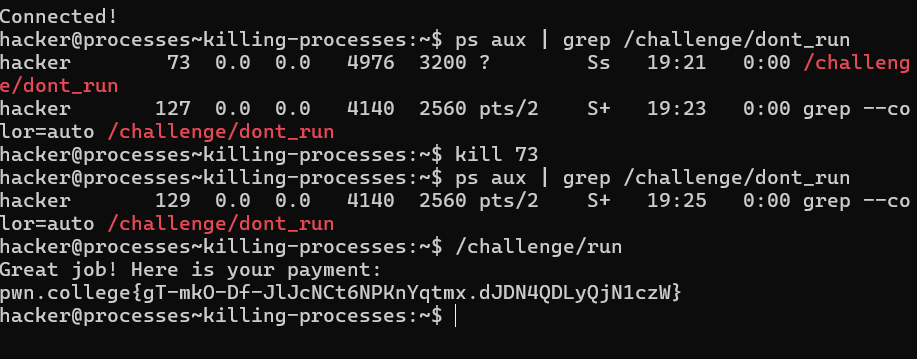 Connected!
hacker@processes~killing-processes:~$ ps aux | grep /challenge/dont_run
hacker        73  0.0  0.0   4976  3200 ?        Ss   19:21   0:00 /challeng
e/dont_run
hacker       127  0.0  0.0   4140  2560 pts/2    S+   19:23   0:00 grep --co
lor=auto /challenge/dont_run
hacker@processes~killing-processes:~$ kill 73
hacker@processes~killing-processes:~$ ps aux | grep /challenge/dont_run
hacker       129  0.0  0.0   4140  2560 pts/2    S+   19:25   0:00 grep --co
lor=auto /challenge/dont_run
hacker@processes~killing-processes:~$ /challenge/run
Great job! Here is your payment:
pwn.college{gT-mkO-Df-JlJcNCt6NPKnYqtmx.dJDN4QDLyQjN1czW}
hacker@processes~killing-processes:~$